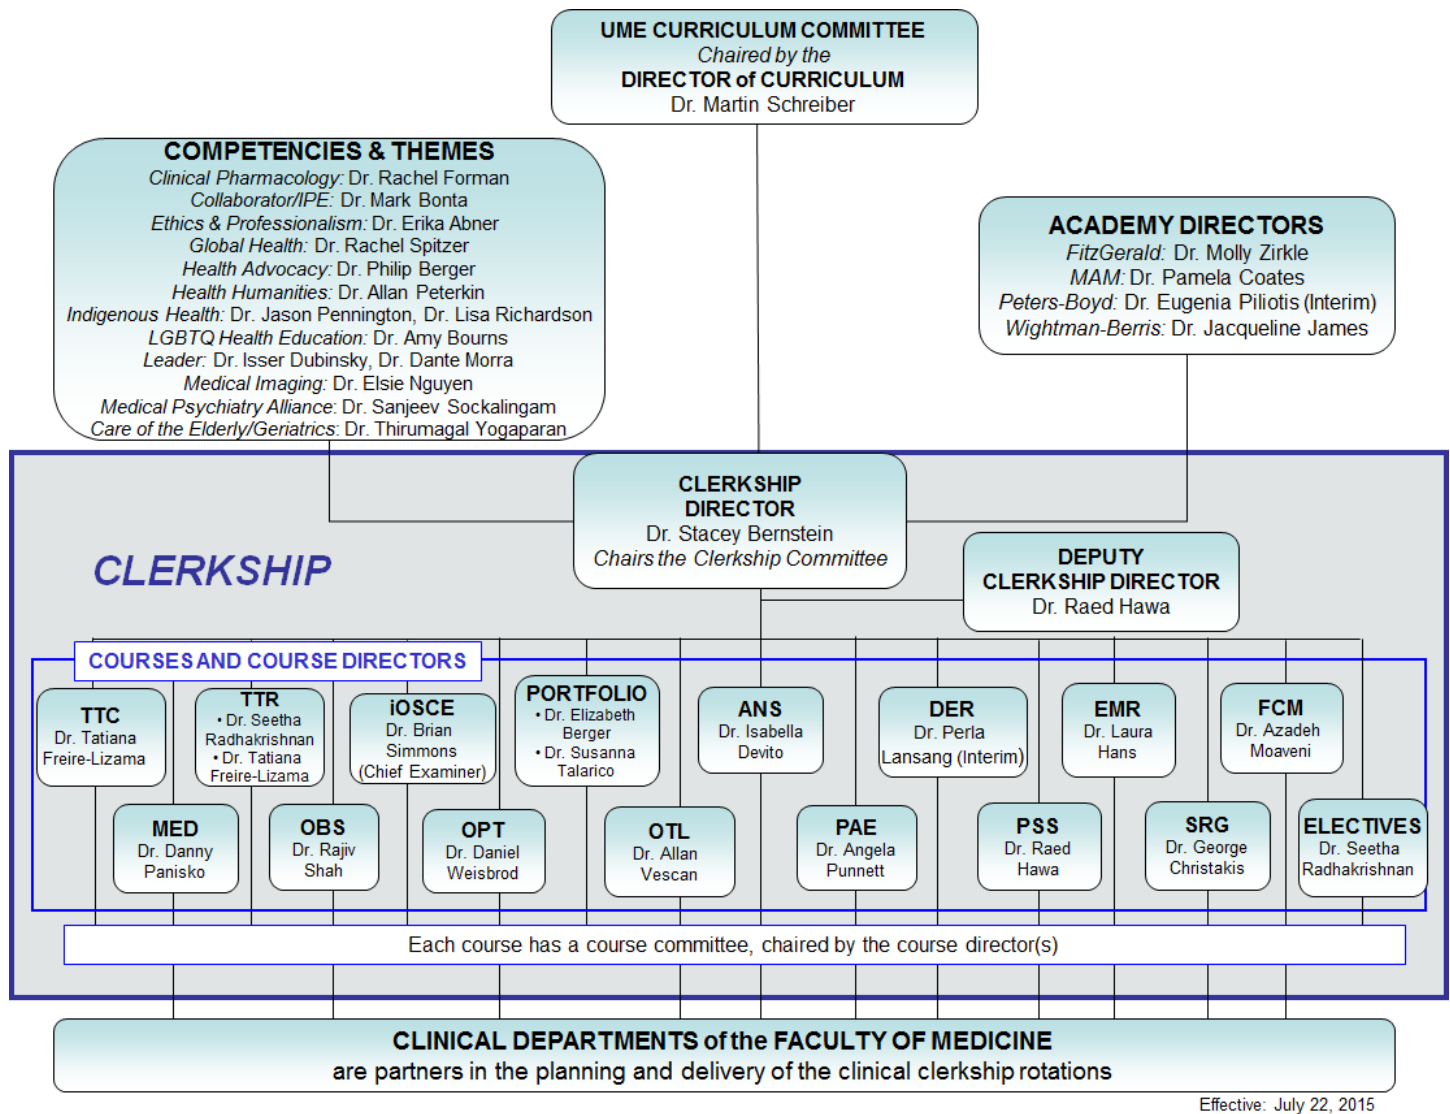 UME CURRICULUM COMMITTEE
Chaired by the
DIRECTOR of CURRICULUM
Dr. Martin Schreiber
COMPETENCIES & THEMES
Clinical Pharmacology: Dr. Rachel Forman
Collaborator/IPE: Dr. Mark Bonta
Ethics & Professionalism: Dr. Erika Abner
Global Health: Dr. Rachel Spitzer
Health Advocacy: Dr. Philip Berger
Health Humanities: Dr. Allan Peterkin
Indigenous Health: Dr. Jason Pennington, Dr. Lisa Richardson
LGBTQ Health Education: Dr. Amy Bourns
Leader: Dr. Isser Dubinsky, Dr. Dante Morra
Medical Imaging: Dr. Elsie Nguyen
Medical Psychiatry Alliance: Dr. Sanjeev Sockalingam
Care of the Elderly/Geriatrics: Dr. Thirumagal Yogaparan
ACADEMY DIRECTORS
FitzGerald: Dr. Molly Zirkle
MAM: Dr. Pamela Coates
Peters-Boyd: Dr. Eugenia Piliotis (Interim)
Wightman-Berris: Dr. Jacqueline James
CLERKSHIP
DIRECTOR
Dr. Stacey Bernstein
Chairs the Clerkship Committee
CLERKSHIP
DEPUTY
CLERKSHIP DIRECTOR
Dr. Raed Hawa
COURSES AND COURSE DIRECTORS
TTC
Dr. Tatiana
Freire-Lizama
TTR
• Dr. Seetha
Radhakrishnan
• Dr. Tatiana
Freire-Lizama
iOSCE
Dr. Brian
Simmons
(Chief Examiner)
PORTFOLIO
• Dr. Elizabeth
Berger
• Dr. Susanna
Talarico
ANS
Dr. Isabella
Devito
DER
Dr. Perla
Lansang (Interim)
EMR
Dr. Laura
Hans
FCM
Dr. Azadeh
Moaveni
MED
Dr. Danny
Panisko
OBS
Dr. Rajiv
Shah
OPT
Dr. Daniel
Weisbrod
OTL
Dr. Allan
Vescan
PAE
Dr. Angela
Punnett
PSS
Dr. Raed
Hawa
SRG
Dr. George
Christakis
ELECTIVES
Dr. Seetha
Radhakrishnan
Each course has a course committee, chaired by the course director(s)
CLINICAL DEPARTMENTS of the FACULTY OF MEDICINE
are partners in the planning and delivery of the clinical clerkship rotations
Effective: July 22, 2015